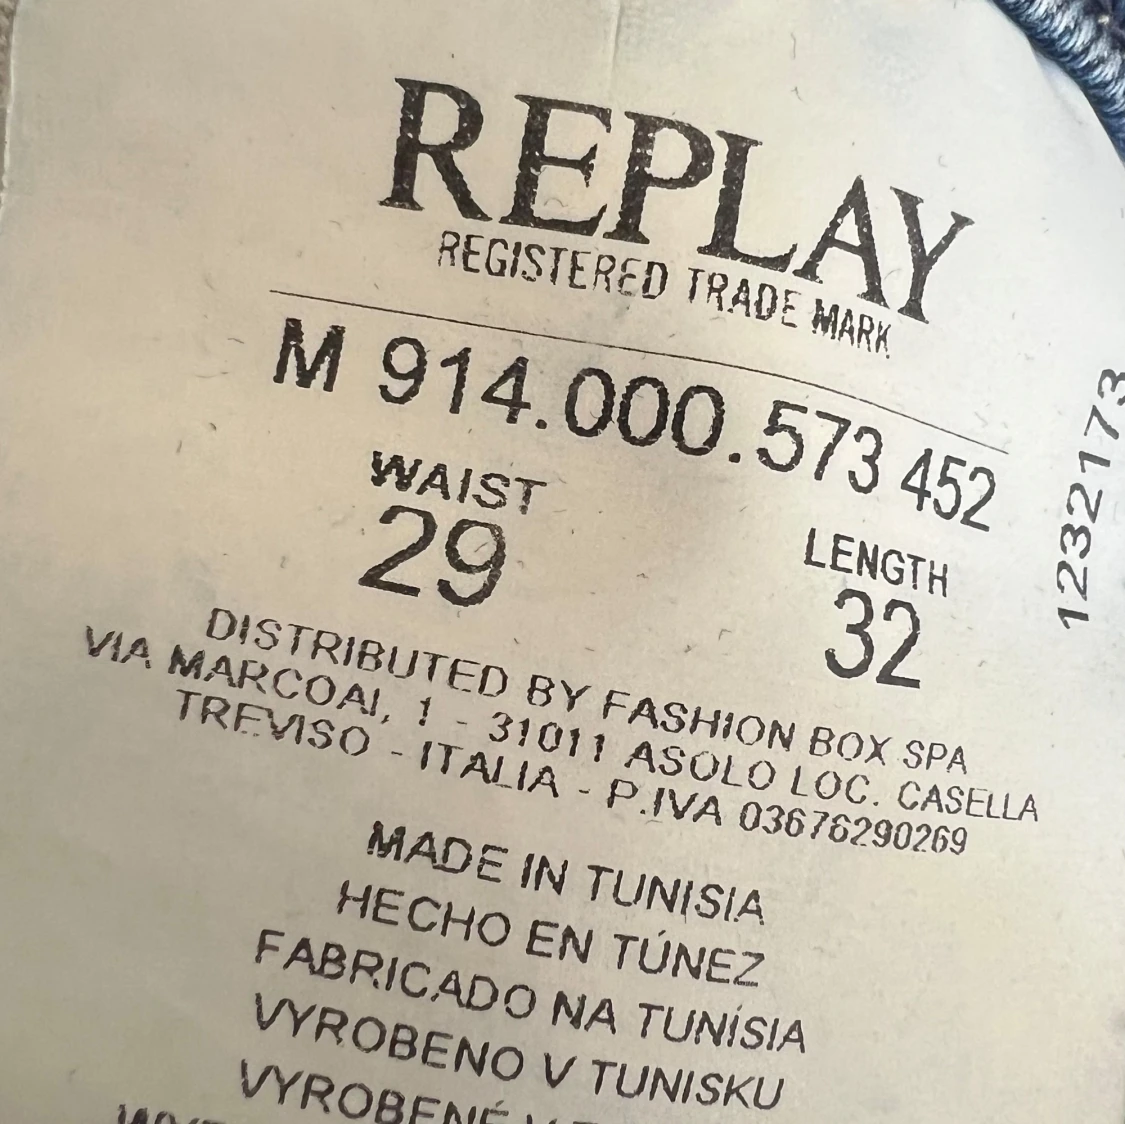 REPLAY
REGISTERED TRADE MARK
M 914.000.573 452
WAIST
29
LENGTH
32
1232173
DISTRIBUTED BY FASHION BOX SPA
VIA MARCOAI, 1 - 31011 ASOLO LOC. CASELLA
TREVISO - ITALIA - P.IVA 03676290269
MADE IN TUNISIA
HECHO EN TÚNEZ
FABRICADO NA TUNÍSIA
VYROBENO V TUNISKU
VYROBENÉ V